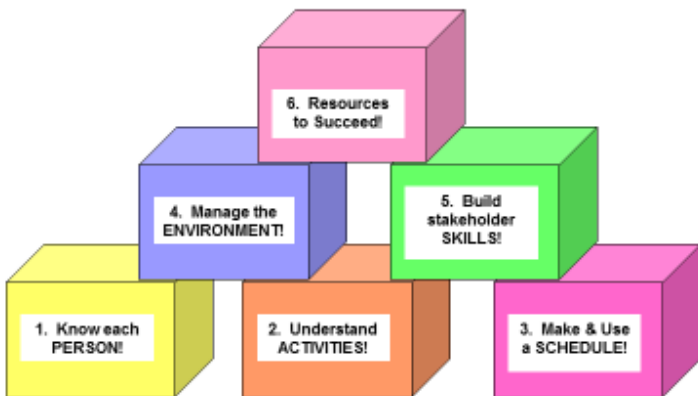 6. Resources
to Succeed!
4. Manage the
ENVIRONMENT!
5. Build
stakeholder
SKILLS!
1. Know each
PERSON!
2. Understand
ACTIVITIES!
3. Make & Use
a SCHEDULE!